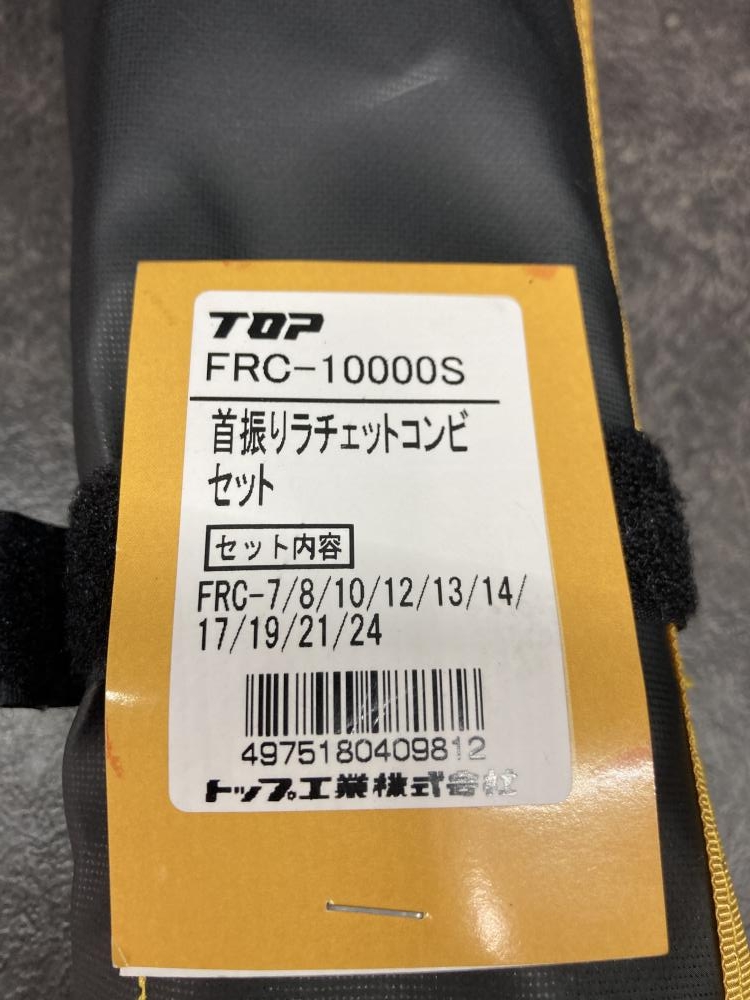 TOP
FRC-10000S
首振りラチェットコンビ
セット
セット内容
FRC-7/8/10/12/13/14/
17/19/21/24
4975180409812
トップ工業株式会社